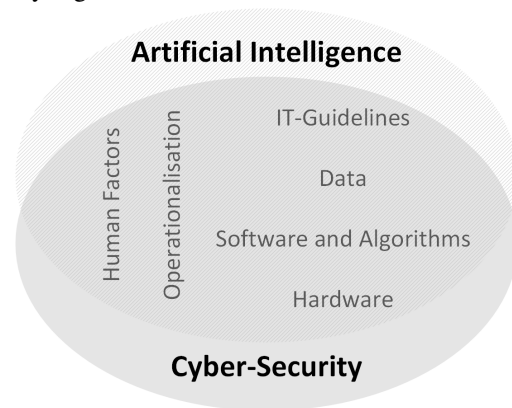 Artificial Intelligence
Human Factors
Operationalisation
IT-Guidelines
Data
Software and Algorithms
Hardware
Cyber-Security